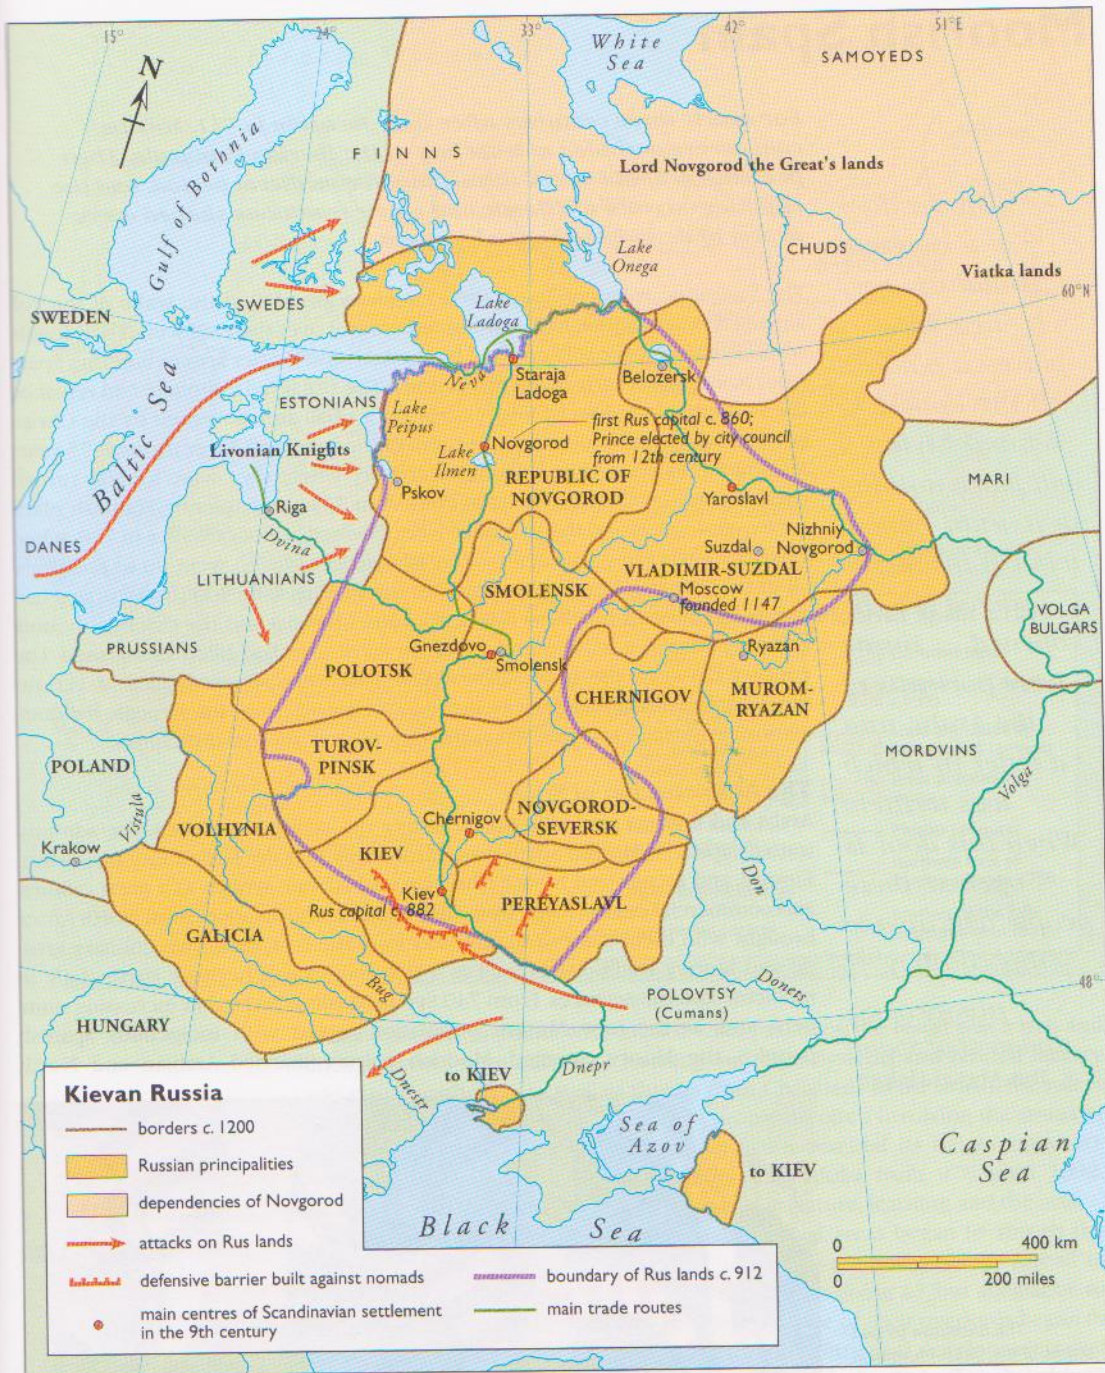 15°
24°
33°
42°
51°E
N
White
Sea
SAMOYEDS
Gulf of Bothnia
FINNS
Lord Novgorod the Great's lands
Lake
Onega
CHUDS
Viatka lands
60°N
SWEDEN
SWEDES
Lake
Ladoga
Neva
Staraja
Ladoga
Belozersk
Baltic Sea
ESTONIANS
Lake
Peipus
first Rus capital c. 860;
Prince elected by city council
from 12th century
Livonian Knights
Lake
Ilmen
Novgorod
REPUBLIC OF
NOVGOROD
MARI
Pskov
Yaroslavl
Riga
Dvina
Nizhniy
Novgorod
Suzdal
DANES
LITHUANIANS
SMOLENSK
VLADIMIR-SUZDAL
Moscow
founded 1147
VOLGA
BULGARS
PRUSSIANS
Gnezdovo
Smolensk
Ryazan
POLOTSK
CHERNIGOV
MUROM-
RYAZAN
TUROV-
PINSK
MORDVINS
POLAND
Vistula
Volga
VOLHYNIA
Chernigov
NOVGOROD-
SEVERSK
Krakow
KIEV
Don
Kiev
Rus capital c. 882
PEREYASLAVL
GALICIA
Bug
Donets
48°
POLOVTSY
(Cumans)
HUNGARY
Dnestr
to KIEV
Dnepr
Sea of
Azov
Caspian
Sea
to KIEV
Black Sea
Kievan Russia
borders c. 1200
Russian principalities
dependencies of Novgorod
attacks on Rus lands
defensive barrier built against nomads
main centres of Scandinavian settlement
in the 9th century
boundary of Rus lands c. 912
main trade routes
0
400 km
0
200 miles